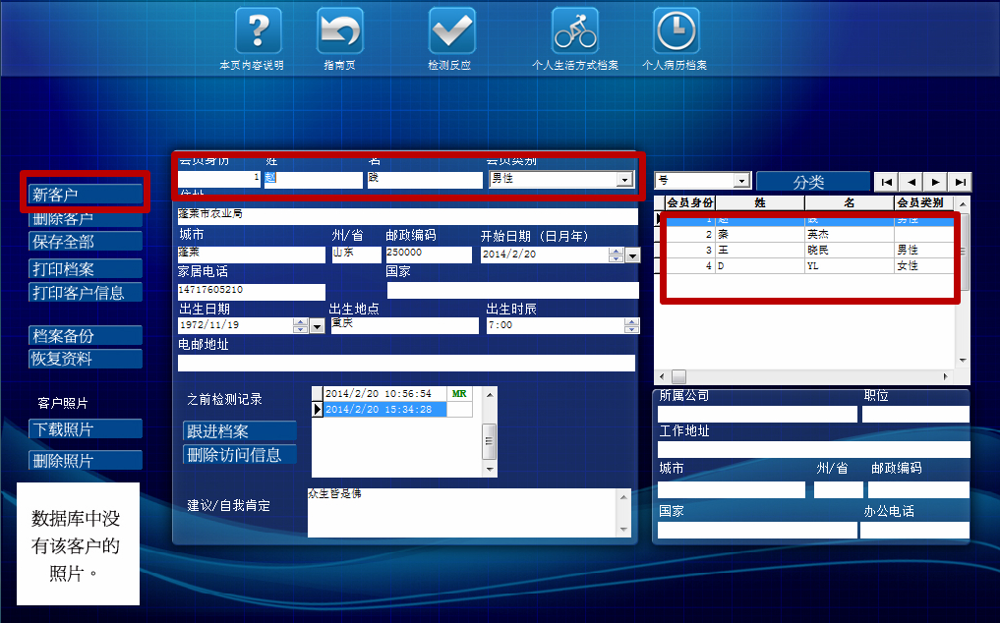 本页内容说明
指南页
检测反应
个人生活方式档案
个人病历档案
新客户
删除客户
保存全部
打印档案
打印客户信息
档案备份
恢复资料
客户照片
下载照片
删除照片
数据库中没
有该客户的
照片。
会员身份 姓 名 会员类别
1 赵 践 男性
住址
蓬莱市农业局
城市 州/省 邮政编码 开始日期 (日月年)
蓬莱 山东 250000 2014/2/20
家居电话 国家
14717605210
出生日期 出生地点 出生时辰
1972/11/19 重庆 7:00
电邮地址
之前检测记录
2014/2/20 10:56:54 MR
2014/2/20 15:34:28
跟进档案
删除访问信息
建议/自我肯定
众生皆是佛
号 分类
会员身份 姓 名 会员类别
1 赵 践 男性
2 秦 英杰
3 王 晓民 男性
4 D YL 女性
所属公司 职位
工作地址
城市 州/省 邮政编码
国家 办公电话